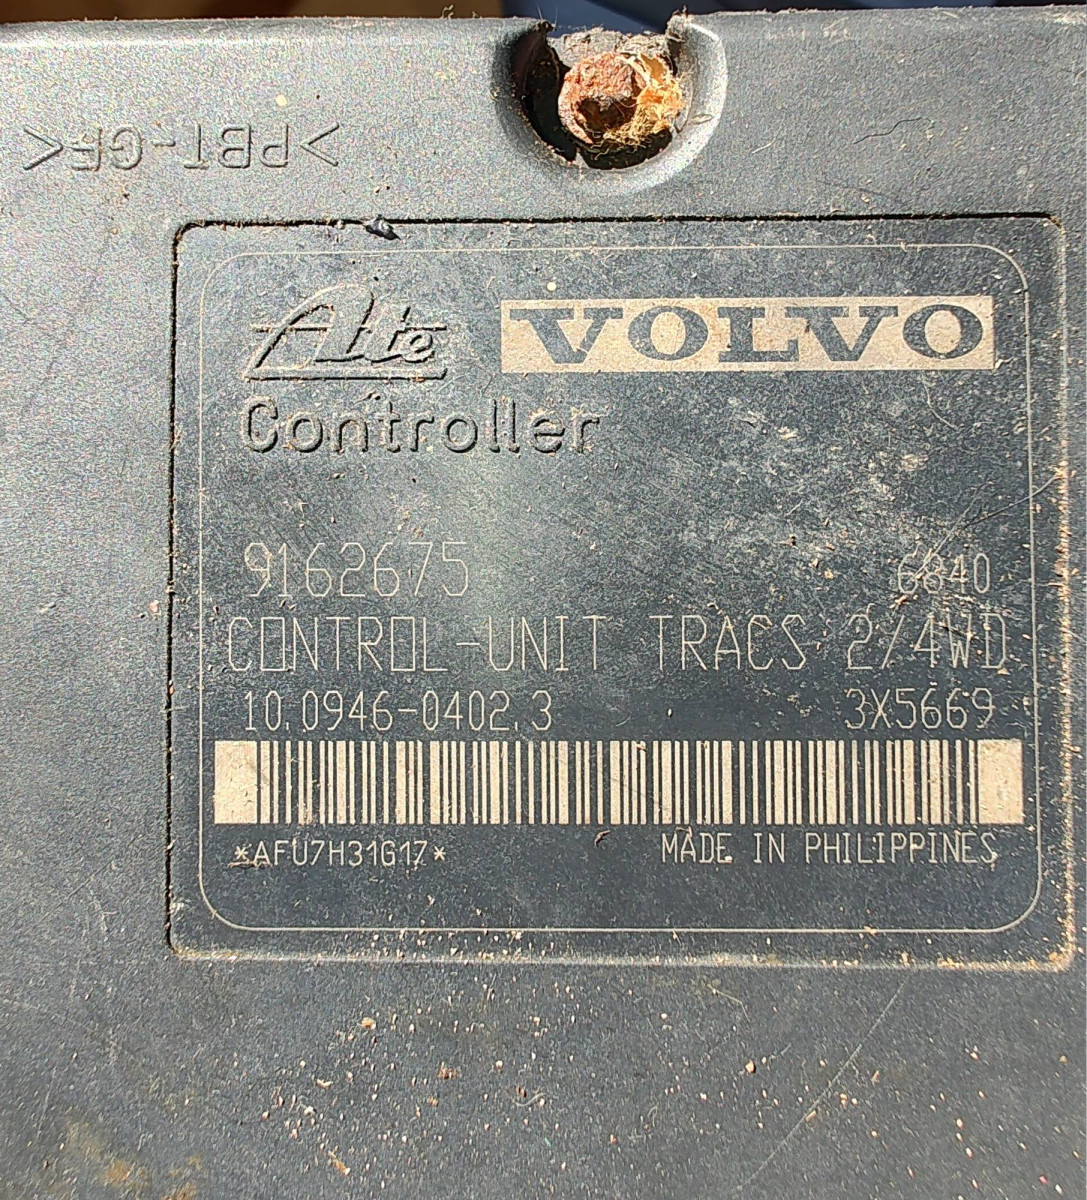 >PBT-GF<
Ate VOLVO
Controller
9162675 6840
CONTROL-UNIT TRACS 2/4WD
10.0946-0402.3 3X5669
*AFU7H31G17* MADE IN PHILIPPINES